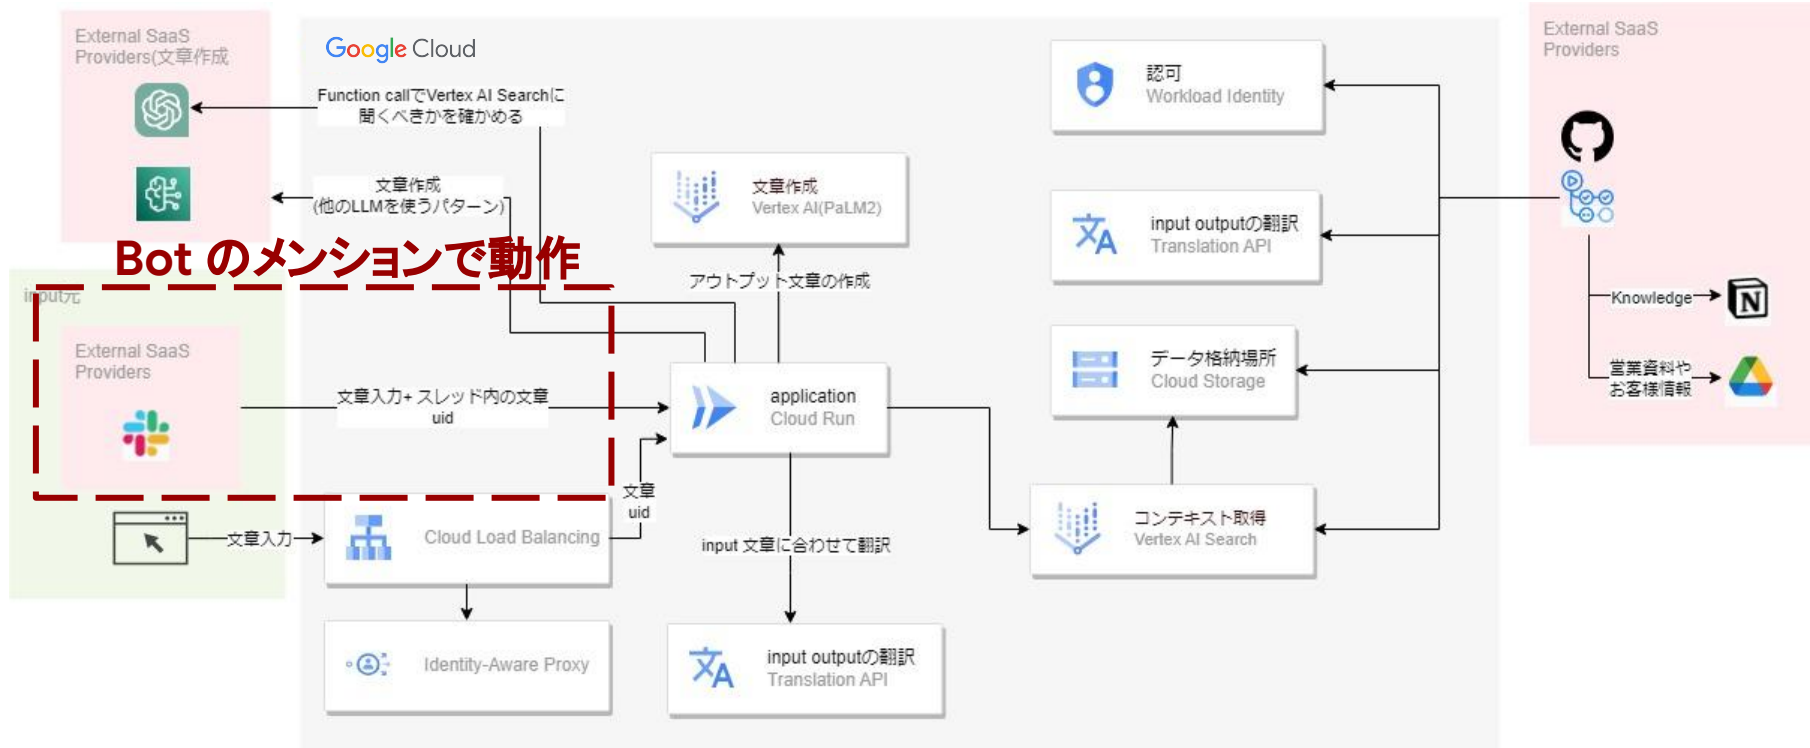 External SaaS
Providers(文章作成
Google Cloud
Function callでVertex AI Searchに
聞くべきかを確かめる
文章作成
(他のLLMを使うパターン)
Bot のメンションで動作
input元
External SaaS
Providers
文章入力+ スレッド内の文章
uid
文章入力
Cloud Load Balancing
文章
uid
Identity-Aware Proxy
文章作成
Vertex AI(PaLM2)
アウトプット文章の作成
application
Cloud Run
input 文章に合わせて翻訳
input outputの翻訳
Translation API
認可
Workload Identity
input outputの翻訳
Translation API
データ格納場所
Cloud Storage
コンテキスト取得
Vertex AI Search
External SaaS
Providers
Knowledge
N
営業資料や
お客様情報